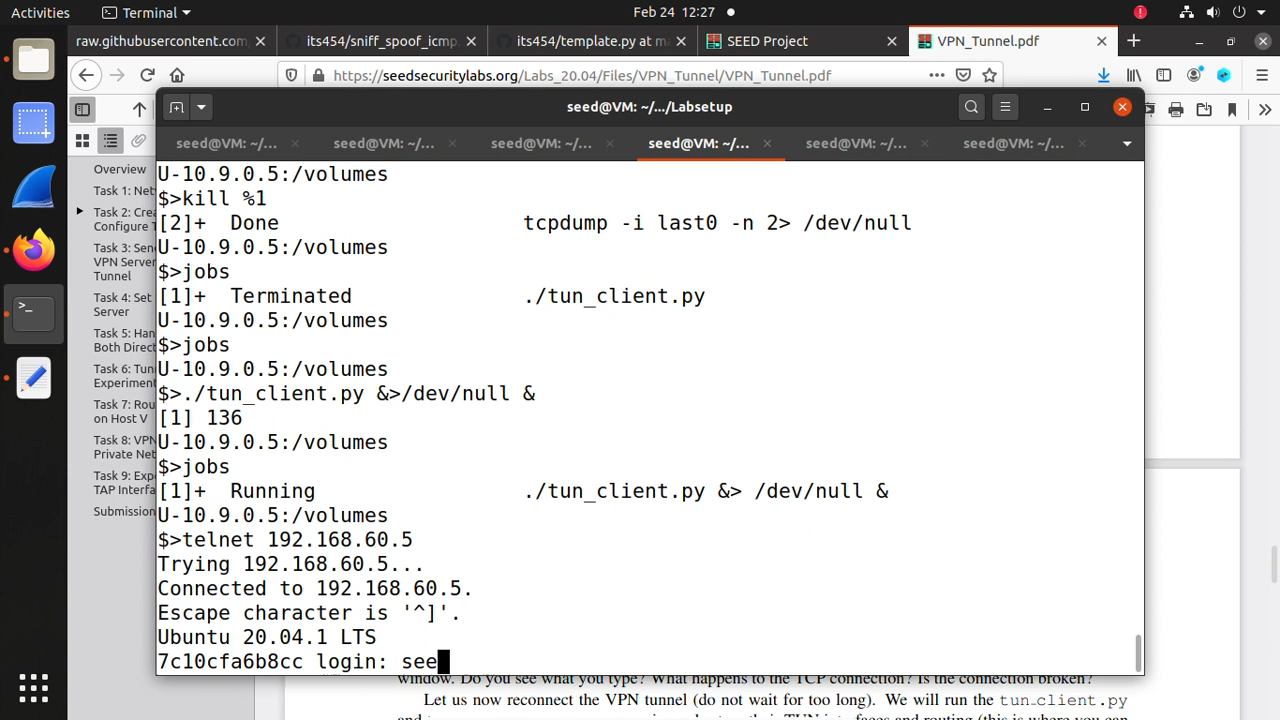 Activities
Terminal
Feb 24 12:27
raw.githubusercontent.com
its454/sniff_spoof_icmp
its454/template.py at m
SEED Project
VPN_Tunnel.pdf
https://seedsecuritylabs.org/Labs_20.04/Files/VPN_Tunnel/VPN_Tunnel.pdf
seed@VM: ~/.../Labsetup
seed@VM: ~/...
seed@VM: ~/...
seed@VM: ~/...
seed@VM: ~/...
seed@VM: ~/...
seed@VM: ~/...
Overview
Task 1: Net
Task 2: Crea
Configure T
Task 3: Sen
VPN Server
Tunnel
Task 4: Set
Server
Task 5: Han
Both Direct
Task 6: Tun
Experiment
Task 7: Rou
on Host V
Task 8: VPN
Private Net
Task 9: Exp
TAP Interfa
Submission
U-10.9.0.5:/volumes
$>kill %1
[2]+  Done                    tcpdump -i last0 -n 2> /dev/null
U-10.9.0.5:/volumes
$>jobs
[1]+  Terminated              ./tun_client.py
U-10.9.0.5:/volumes
$>jobs
U-10.9.0.5:/volumes
$>./tun_client.py &>/dev/null &
[1] 136
U-10.9.0.5:/volumes
$>jobs
[1]+  Running                 ./tun_client.py &> /dev/null &
U-10.9.0.5:/volumes
$>telnet 192.168.60.5
Trying 192.168.60.5...
Connected to 192.168.60.5.
Escape character is '^]'.
Ubuntu 20.04.1 LTS
7c10cfa6b8cc login: see
window. Do you see what you type? What happens to the TCP connection? Is the connection broken?
Let us now reconnect the VPN tunnel (do not wait for too long). We will run the tun_client.py